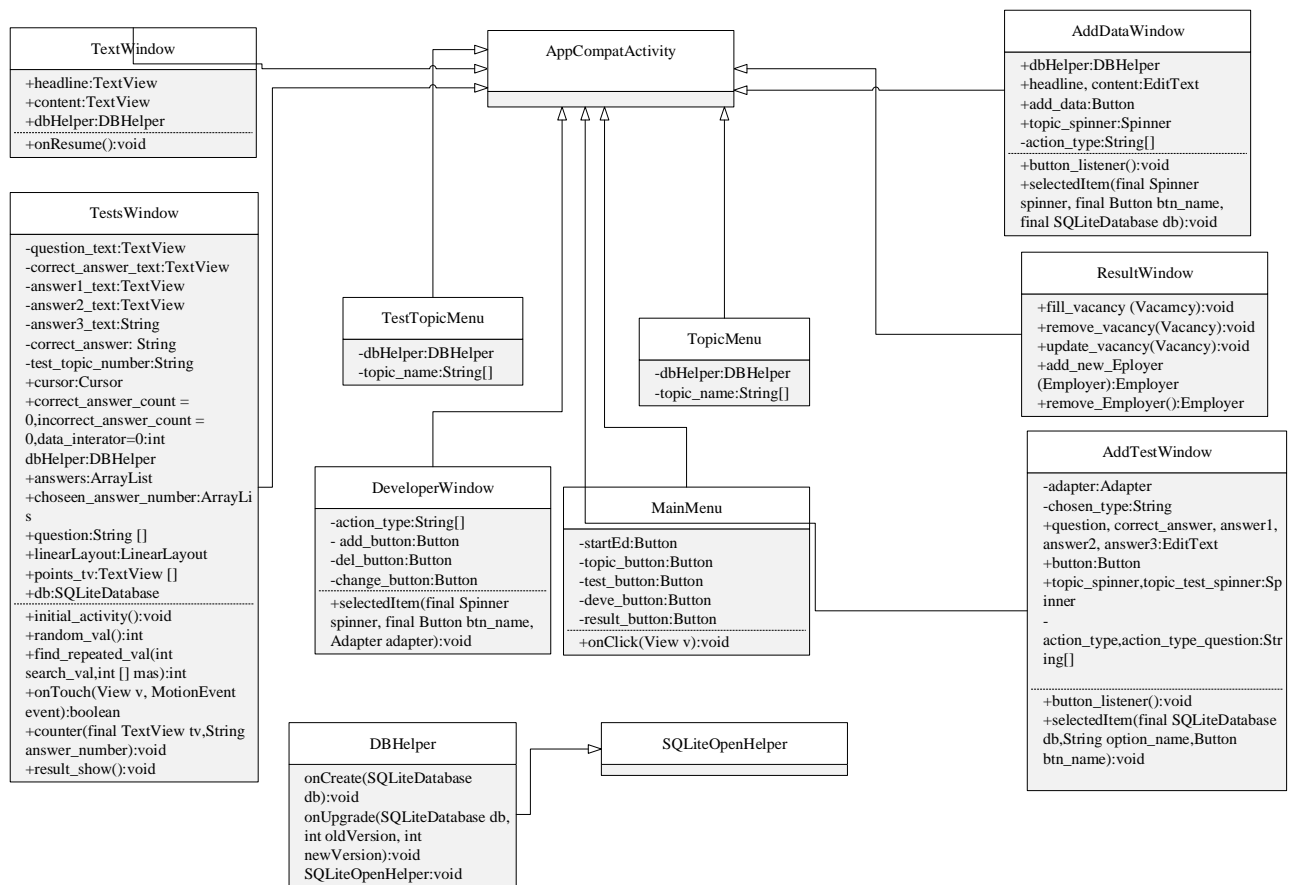 TextWindow
+headline:TextView
+content:TextView
+dbHelper:DBHelper
+onResume():void
TestsWindow
-question_text:TextView
-correct_answer_text:TextView
-answer1_text:TextView
-answer2_text:TextView
-answer3_text:String
-correct_answer: String
-test_topic_number:String
+cursor:Cursor
+correct_answer_count =
0,incorrect_answer_count =
0,data_interator=0:int
dbHelper:DBHelper
+answers:ArrayList
+choseen_answer_number:ArrayLi
s
+question:String []
+linearLayout:LinearLayout
+points_tv:TextView []
+db:SQLiteDatabase
+initial_activity():void
+random_val():int
+find_repeated_val(int
search_val,int [] mas):int
+onTouch(View v, MotionEvent
event):boolean
+counter(final TextView tv,String
answer_number):void
+result_show():void
AppCompatActivity
TestTopicMenu
-dbHelper:DBHelper
-topic_name:String[]
TopicMenu
-dbHelper:DBHelper
-topic_name:String[]
DeveloperWindow
-action_type:String[]
- add_button:Button
-del_button:Button
-change_button:Button
+selectedItem(final Spinner
spinner, final Button btn_name,
Adapter adapter):void
MainMenu
-startEd:Button
-topic_button:Button
-test_button:Button
-deve_button:Button
-result_button:Button
+onClick(View v):void
DBHelper
onCreate(SQLiteDatabase
db):void
onUpgrade(SQLiteDatabase db,
int oldVersion, int
newVersion):void
SQLiteOpenHelper:void
SQLiteOpenHelper
AddDataWindow
+dbHelper:DBHelper
+headline, content:EditText
+add_data:Button
+topic_spinner:Spinner
-action_type:String[]
+button_listener():void
+selectedItem(final Spinner
spinner, final Button btn_name,
final SQLiteDatabase db):void
ResultWindow
+fill_vacancy (Vacamcy):void
+remove_vacancy(Vacancy):void
+update_vacancy(Vacancy):void
+add_new_Eployer
(Employer):Employer
+remove_Employer():Employer
AddTestWindow
-adapter:Adapter
-chosen_type:String
+question, correct_answer, answer1,
answer2, answer3:EditText
+button:Button
+topic_spinner,topic_test_spinner:Sp
inner
-
action_type,action_type_question:Str
ing[]
+button_listener():void
+selectedItem(final SQLiteDatabase
db,String option_name,Button
btn_name):void